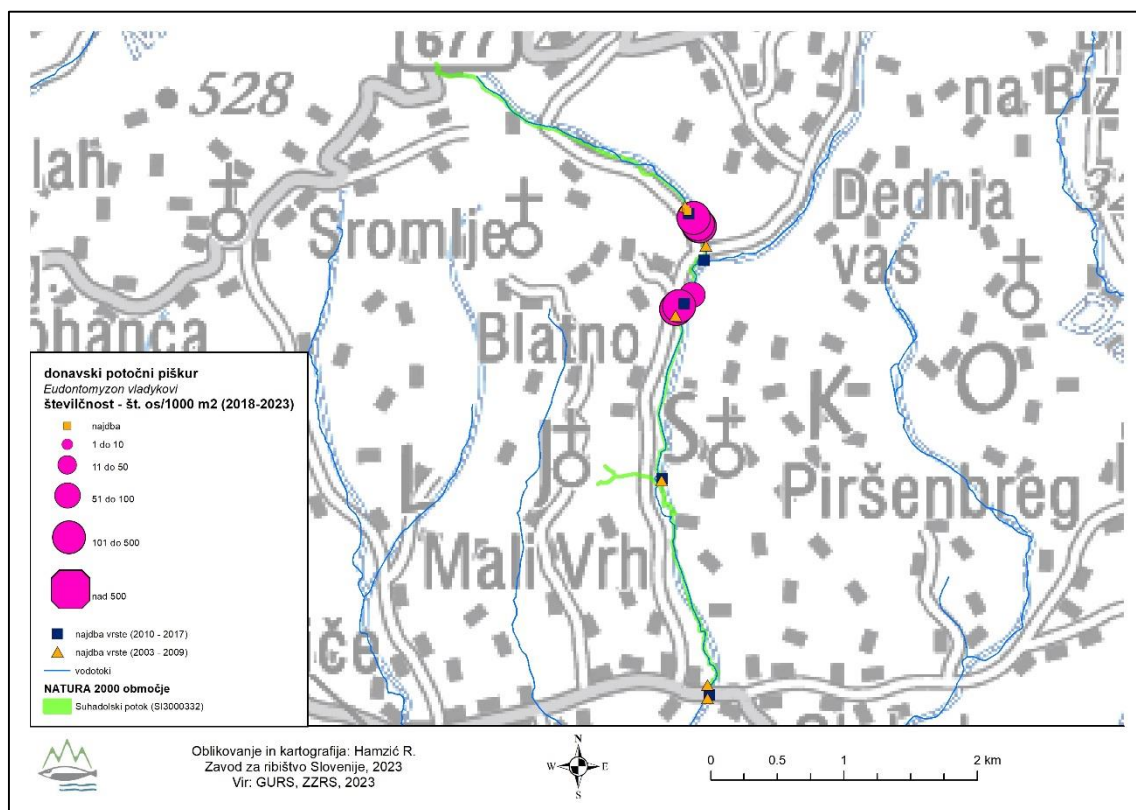 677
528
na Biz
lah
Sromlje
Dednja
vas
32
g.
ohanca
Blatno
O
Š
K
L
J
Piršenbreg
Mali Vrh
iče
donavski potočni piškur
Eudontomyzon vladykovi
številčnost - št. os/1000 m2 (2018-2023)
najdba
1 do 10
11 do 50
51 do 100
101 do 500
nad 500
najdba vrste (2010 - 2017)
najdba vrste (2003 - 2009)
vodotoki
NATURA 2000 območje
Suhadolski potok (SI3000332)
Oblikovanje in kartografija: Hamzić R.
Zavod za ribištvo Slovenije, 2023
Vir: GURS, ZZRS, 2023
N
W E
S
0 0.5 1 2 km